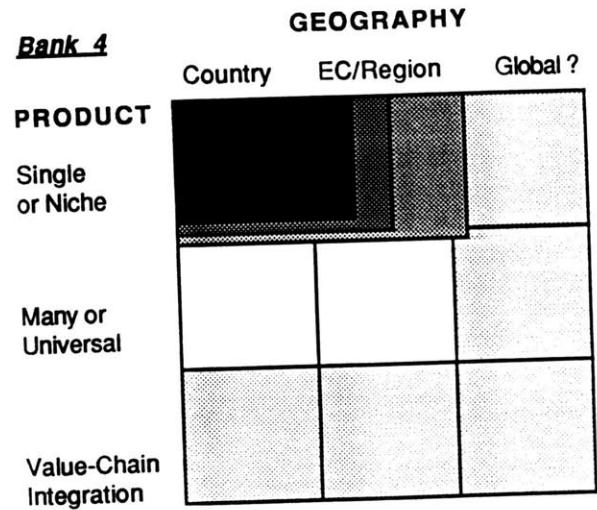 GEOGRAPHY
Bank 4
Country EC/Region Global ?
PRODUCT
Single
or Niche
Many or
Universal
Value-Chain
Integration